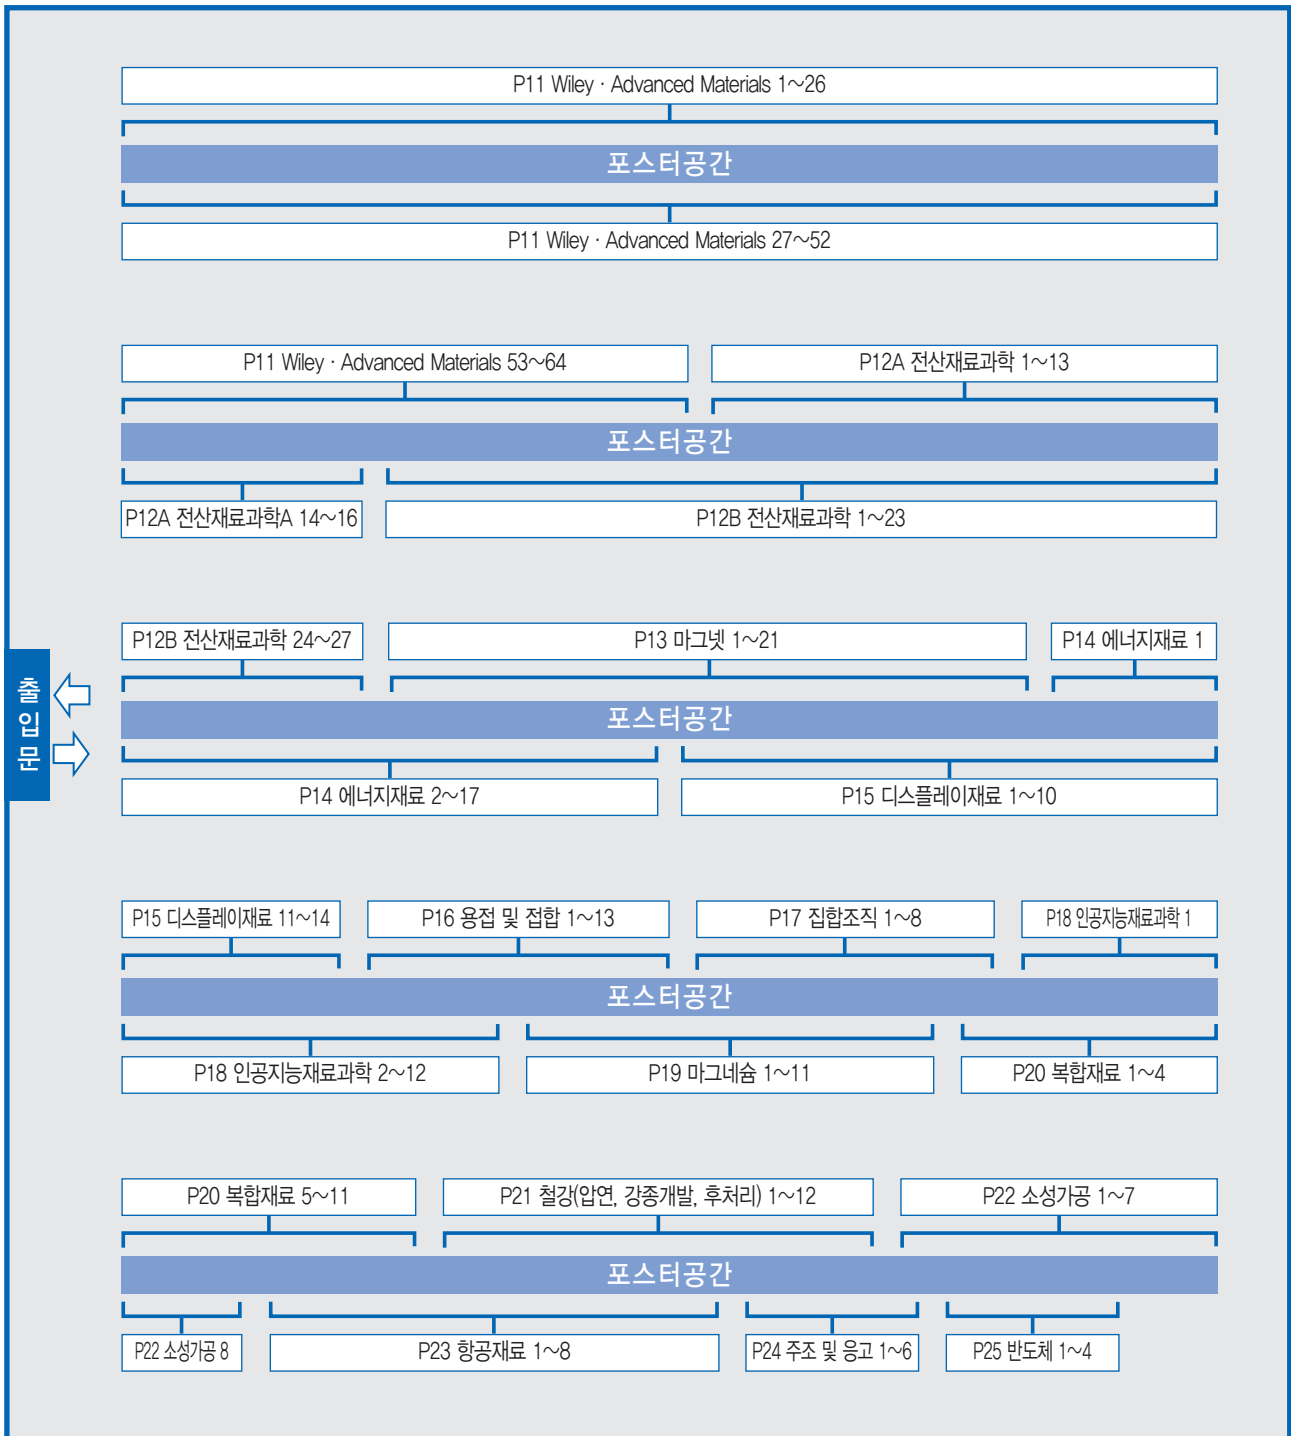 P11 Wiley · Advanced Materials 1~26
포스터공간
P11 Wiley · Advanced Materials 27~52
P11 Wiley · Advanced Materials 53~64
P12A 전산재료과학 1~13
포스터공간
P12A 전산재료과학A 14~16
P12B 전산재료과학 1~23
P12B 전산재료과학 24~27
P13 마그넷 1~21
P14 에너지재료 1
출입문
포스터공간
P14 에너지재료 2~17
P15 디스플레이재료 1~10
P15 디스플레이재료 11~14
P16 용접 및 접합 1~13
P17 집합조직 1~8
P18 인공지능재료과학 1
포스터공간
P18 인공지능재료과학 2~12
P19 마그네슘 1~11
P20 복합재료 1~4
P20 복합재료 5~11
P21 철강(압연, 강종개발, 후처리) 1~12
P22 소성가공 1~7
포스터공간
P22 소성가공 8
P23 항공재료 1~8
P24 주조 및 응고 1~6
P25 반도체 1~4